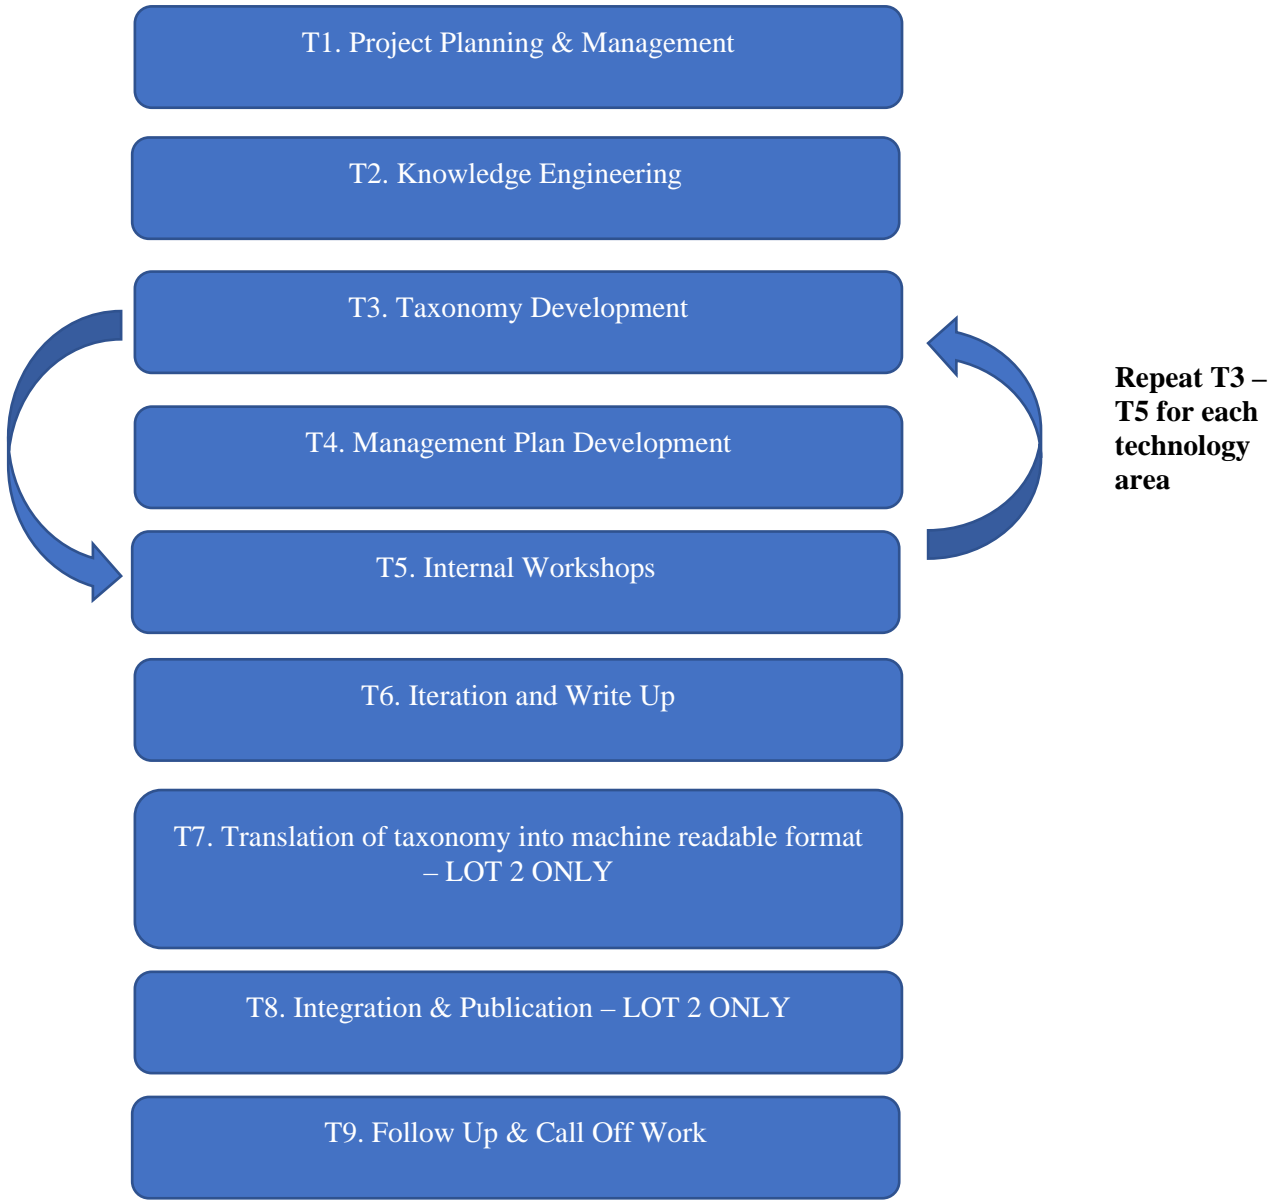 T1. Project Planning & Management
T2. Knowledge Engineering
T3. Taxonomy Development
Repeat T3 –
T5 for each
technology
area
T4. Management Plan Development
T5. Internal Workshops
T6. Iteration and Write Up
T7. Translation of taxonomy into machine readable format
– LOT 2 ONLY
T8. Integration & Publication – LOT 2 ONLY
T9. Follow Up & Call Off Work